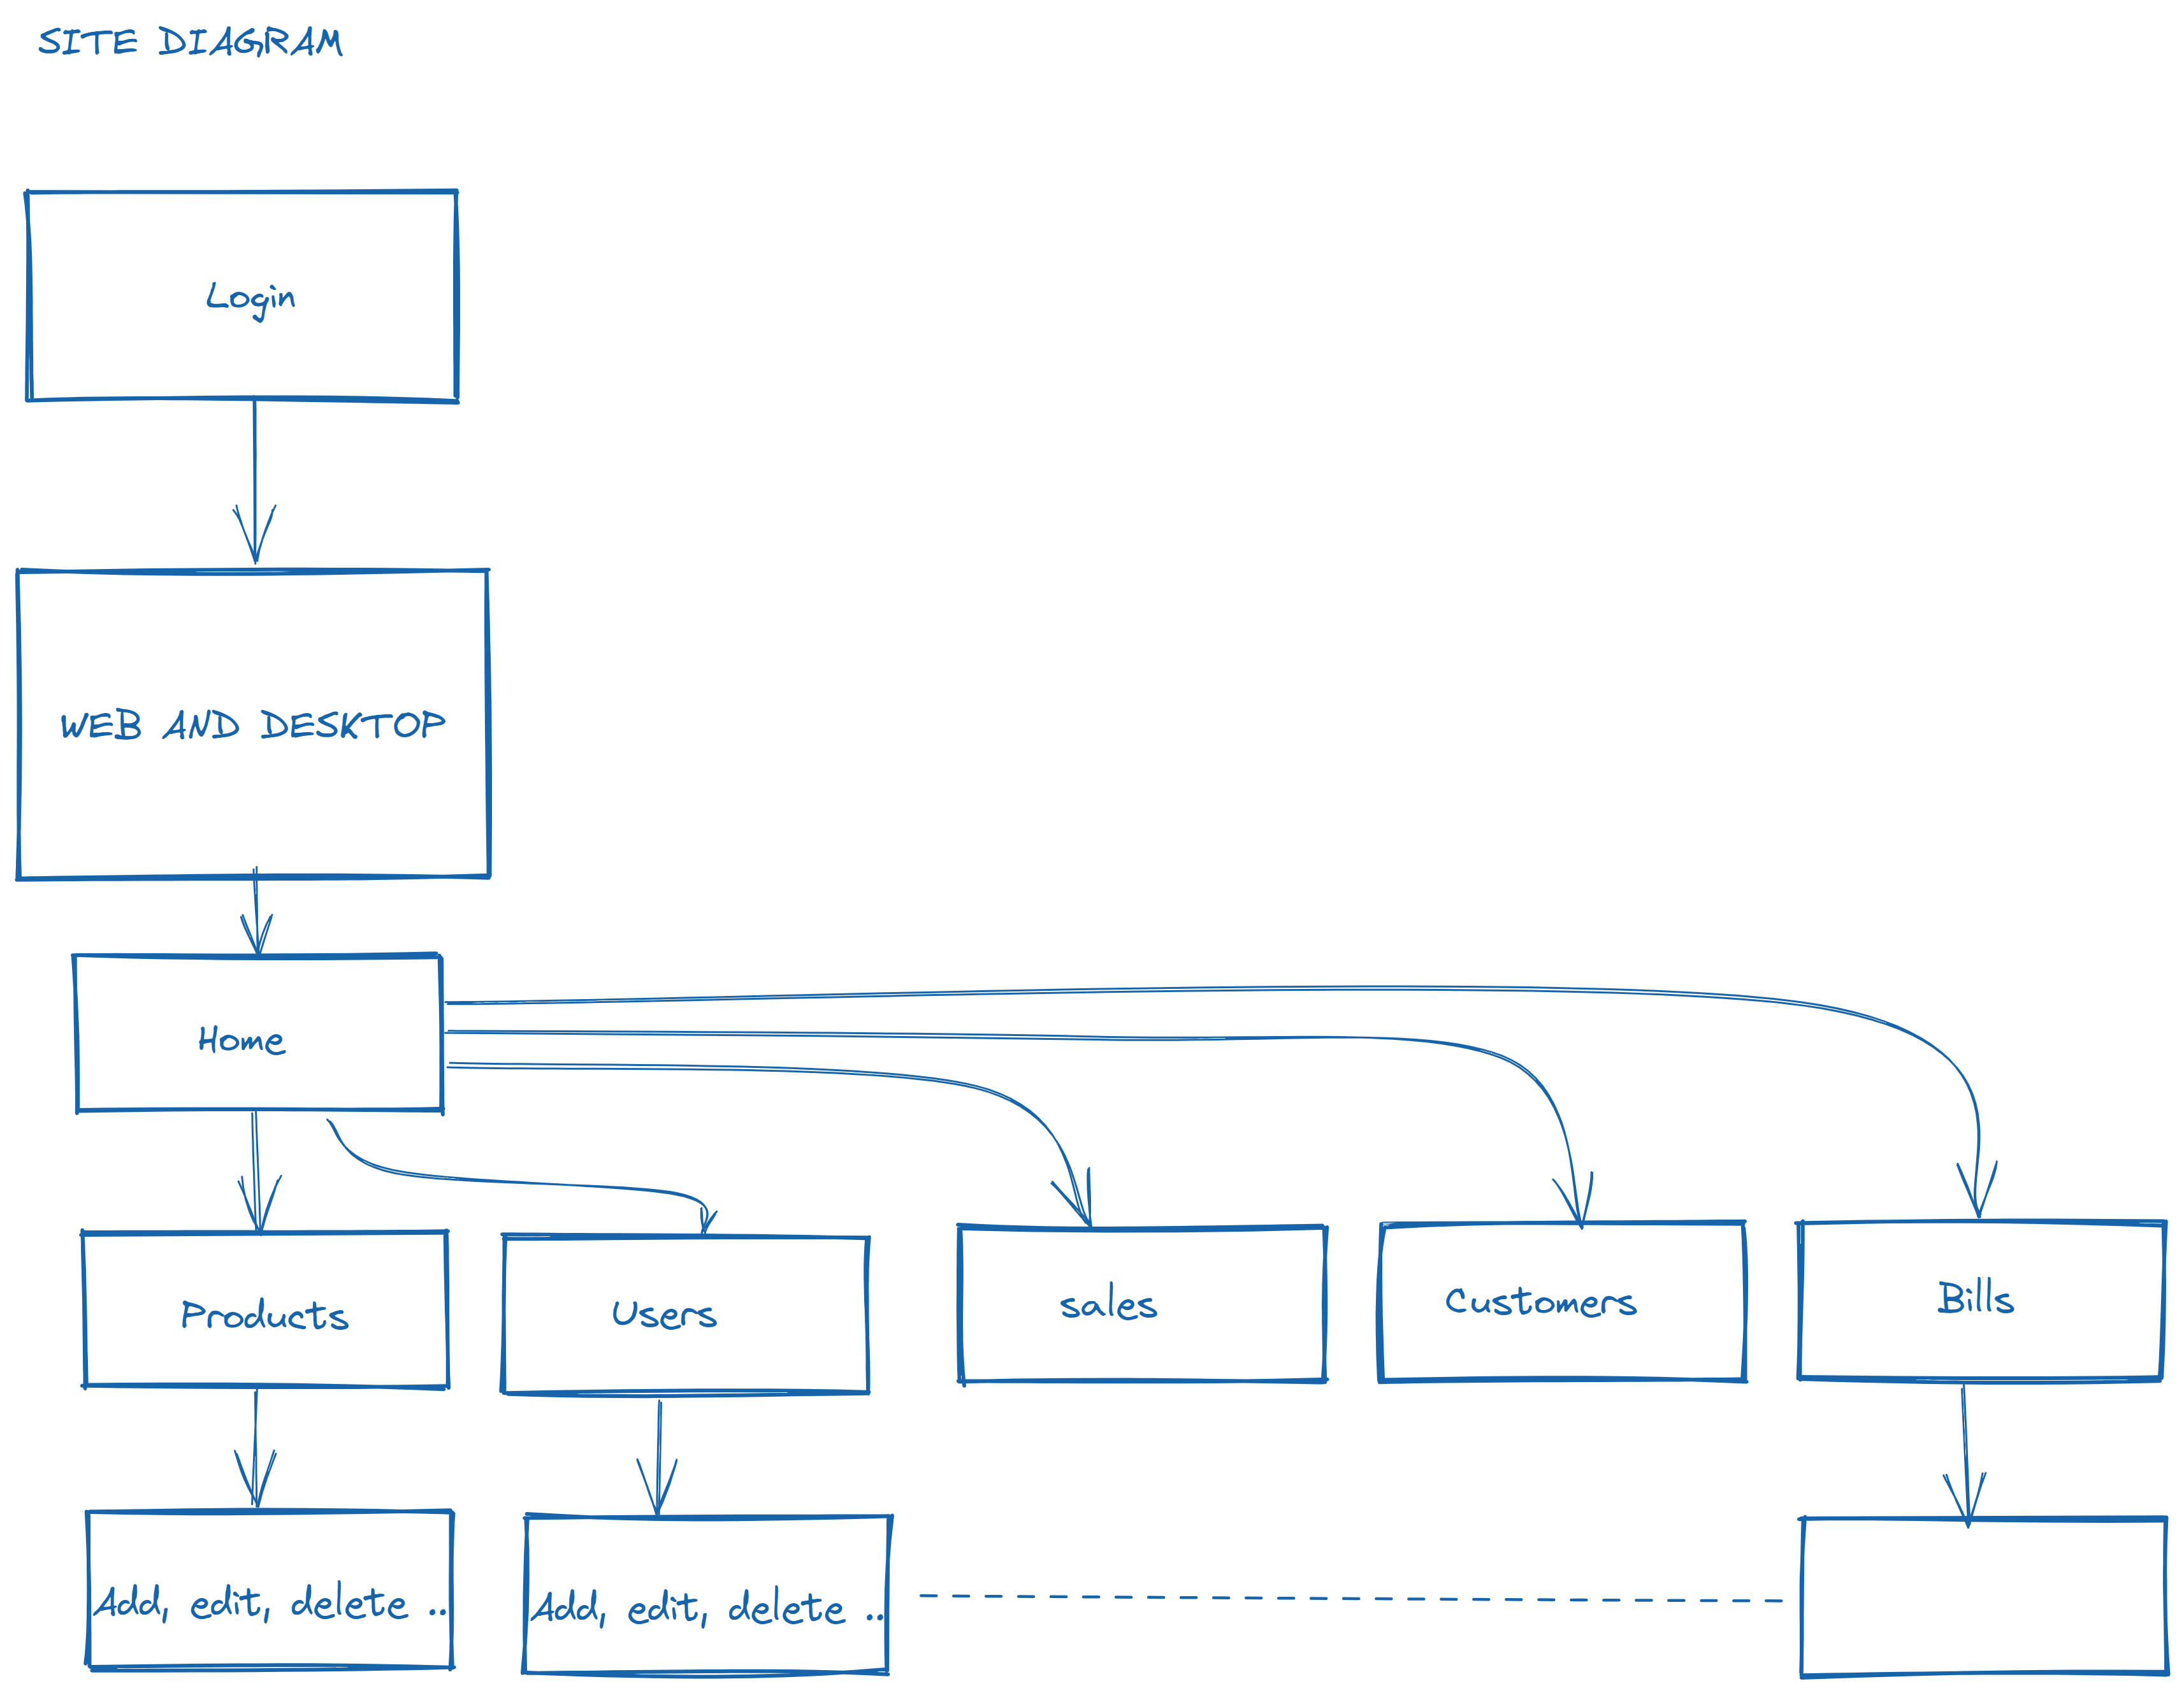 SITE DIAGRAM
Login
WEB AND DESKTOP
Home
Products
Users
sales
Customers
Bills
Add, edit, delete ..
Add, edit, delete ..